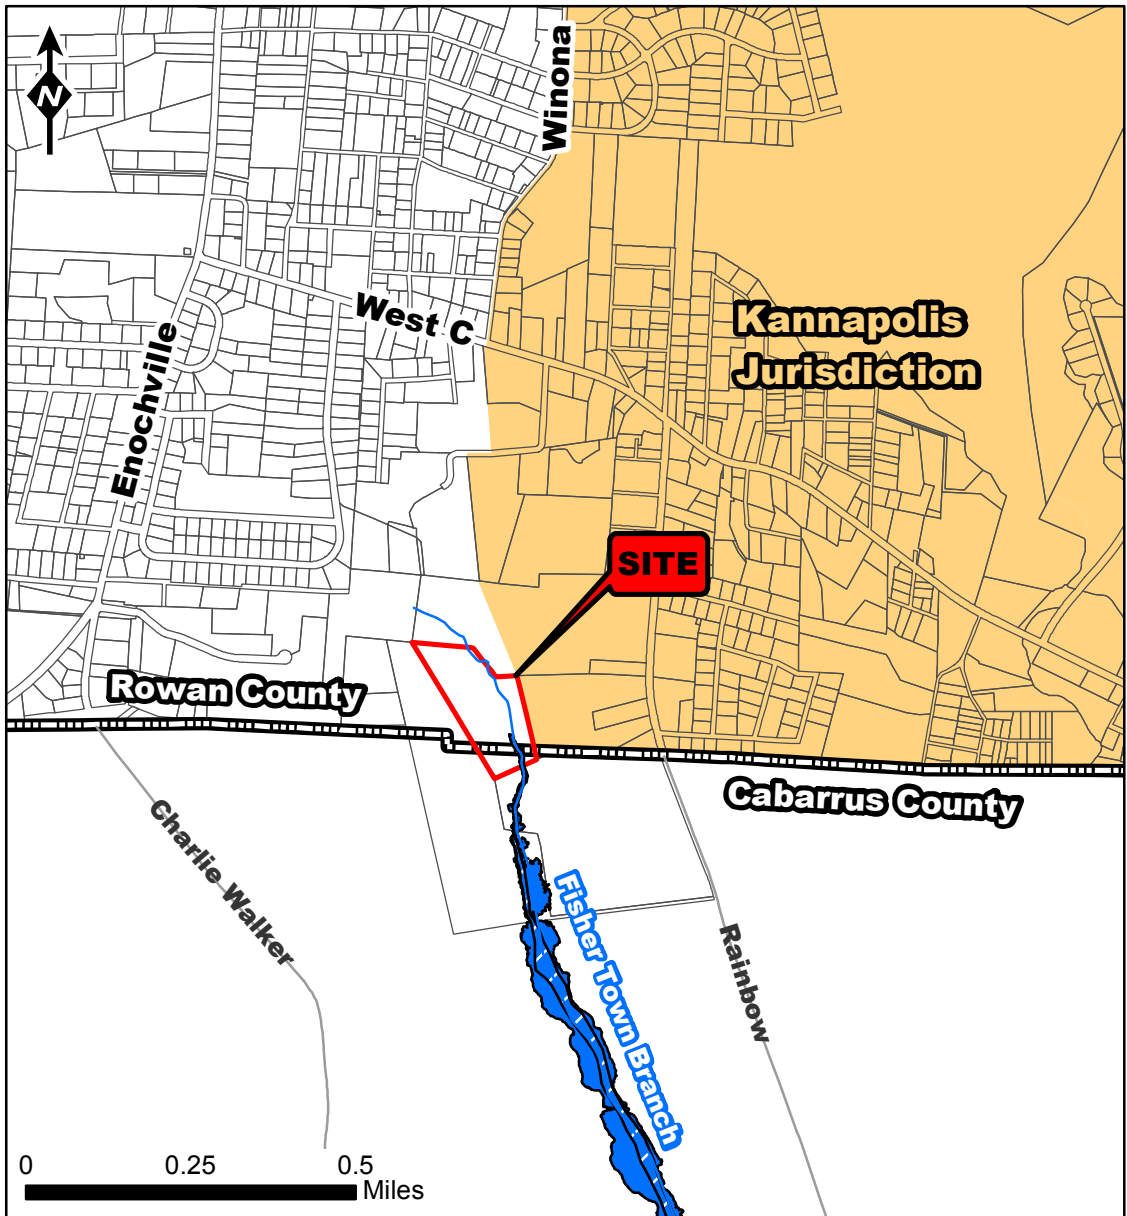 N
Winona
West C
Enochville
Kannapolis
Jurisdiction
SITE
Rowan County
Cabarrus County
Charlie Walker
Fisher Town Branch
Rainbow
0 0.25 0.5
Miles